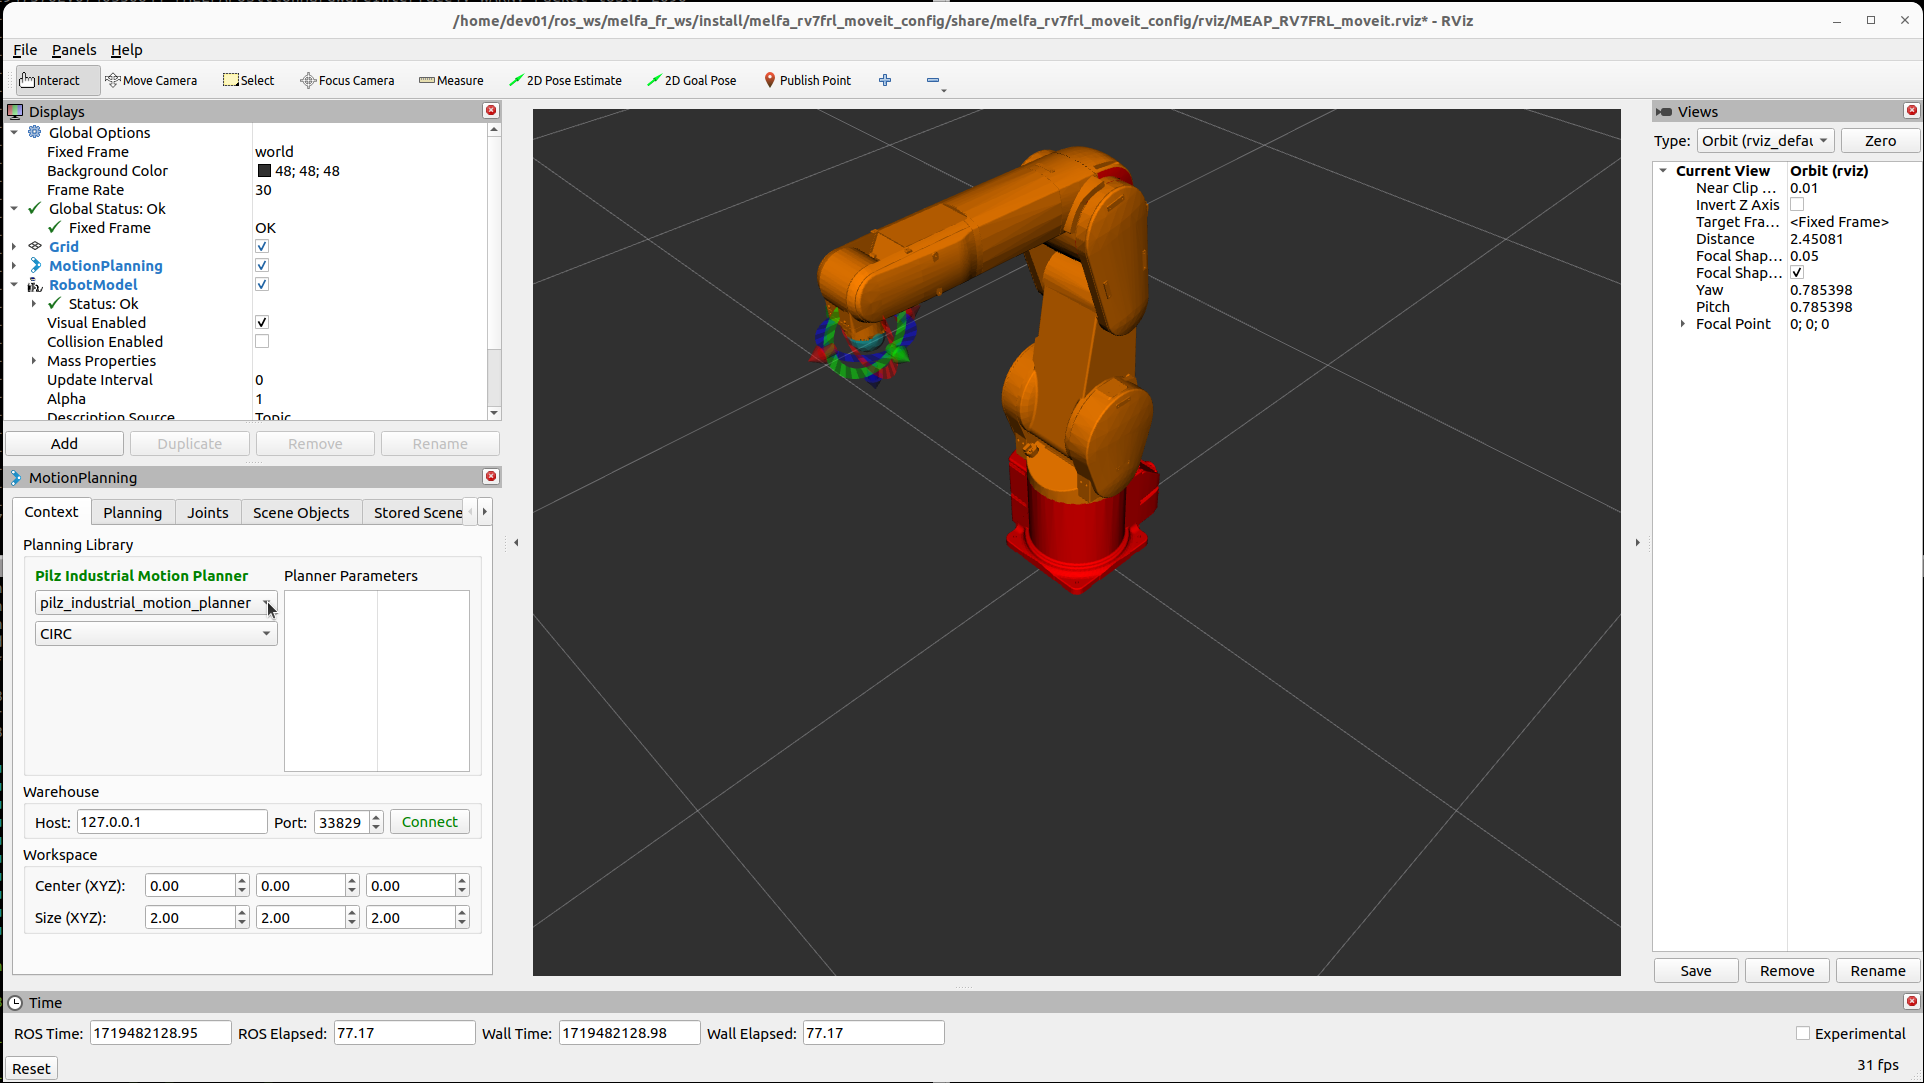 /home/dev01/ros_ws/melfa_fr_ws/install/melfa_rv7frl_moveit_config/share/melfa_rv7frl_moveit_config/rviz/MEAP_RV7FRL_moveit.rviz* - RViz
File Panels Help
Interact Move Camera Select Focus Camera Measure 2D Pose Estimate 2D Goal Pose Publish Point
Displays
Global Options
Fixed Frame world
Background Color 48; 48; 48
Frame Rate 30
Global Status: Ok
Fixed Frame OK
Grid
MotionPlanning
RobotModel
Status: Ok
Visual Enabled
Collision Enabled
Mass Properties
Update Interval 0
Alpha 1
Description Source Topic
Add Duplicate Remove Rename
MotionPlanning
Context Planning Joints Scene Objects Stored Scene
Planning Library
Pilz Industrial Motion Planner Planner Parameters
pilz_industrial_motion_planner
CIRC
Warehouse
Host: 127.0.0.1 Port: 33829 Connect
Workspace
Center (XYZ): 0.00 0.00 0.00
Size (XYZ): 2.00 2.00 2.00
Views
Type: Orbit (rviz_defau Zero
Current View Orbit (rviz)
Near Clip ... 0.01
Invert Z Axis
Target Fra... <Fixed Frame>
Distance 2.45081
Focal Shap... 0.05
Focal Shap...
Yaw 0.785398
Pitch 0.785398
Focal Point 0; 0; 0
Save Remove Rename
Time
ROS Time: 1719482128.95 ROS Elapsed: 77.17 Wall Time: 1719482128.98 Wall Elapsed: 77.17 Experimental
Reset 31 fps